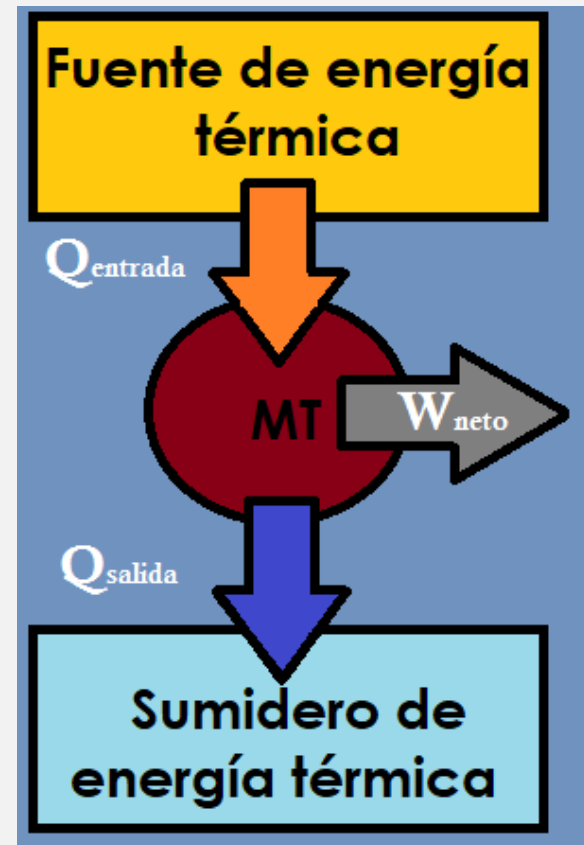 Fuente de energía
térmica
Qentrada
MT
Wneto
Qsalida
Sumidero de
energía térmica